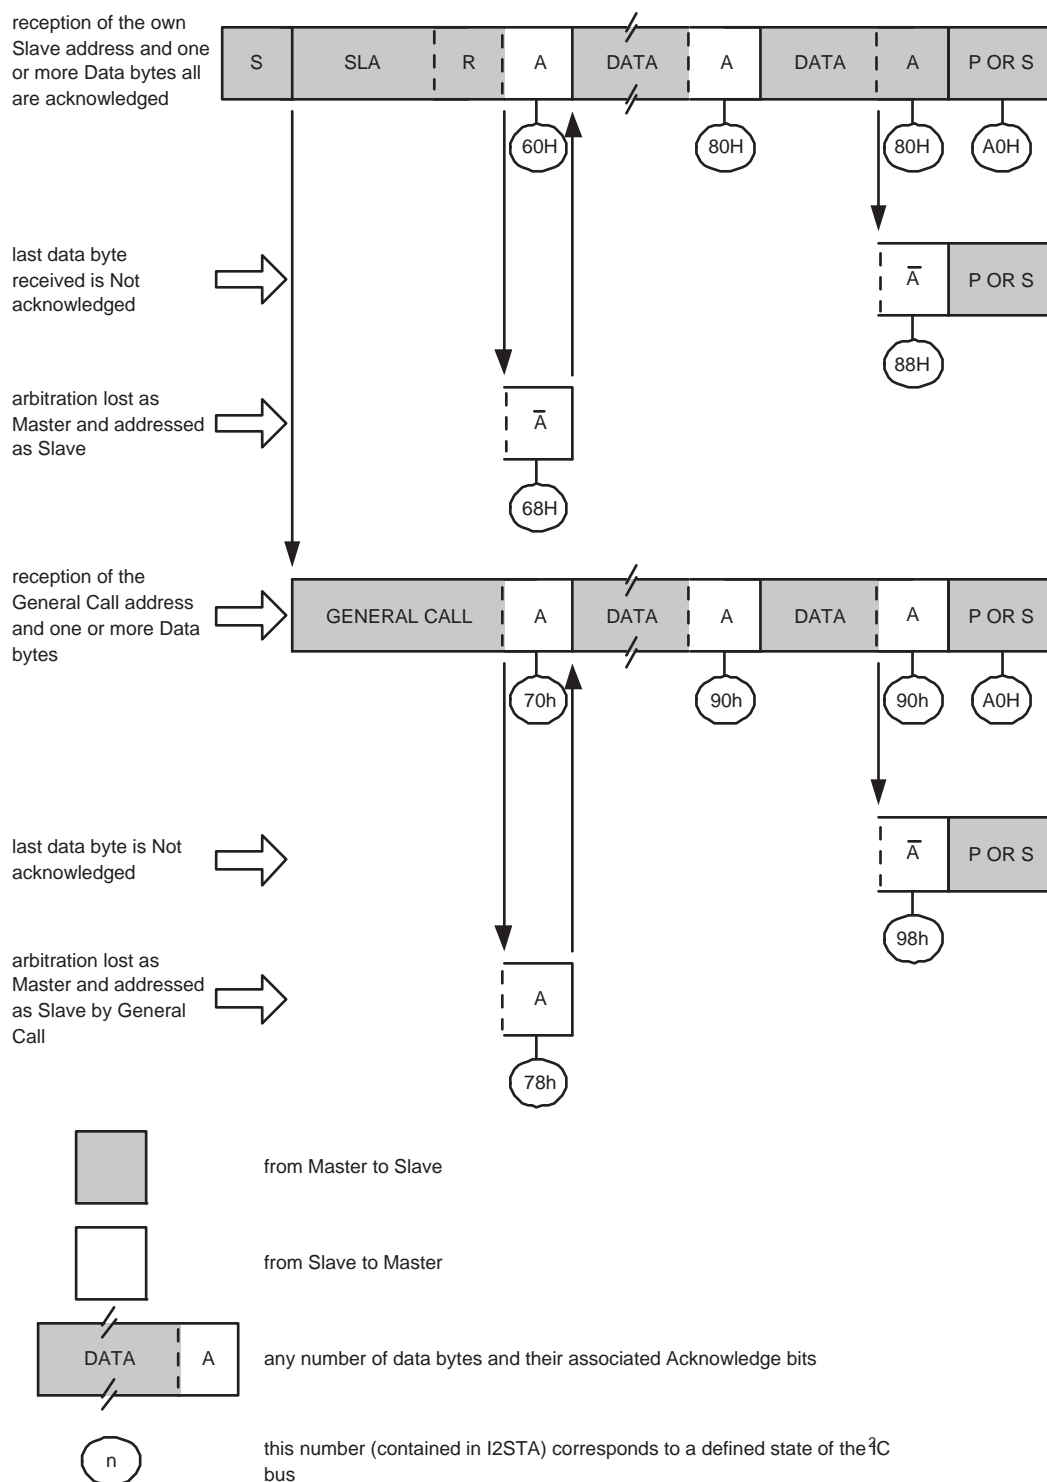 reception of the own
Slave address and one
or more Data bytes all
are acknowledged
S SLA R A DATA A DATA A P OR S
60H 80H 80H A0H
last data byte
received is Not
acknowledged
A̅ P OR S
88H
arbitration lost as
Master and addressed
as Slave
A̅
68H
reception of the
General Call address
and one or more Data
bytes
GENERAL CALL A DATA A DATA A P OR S
70h 90h 90h A0H
last data byte is Not
acknowledged
A̅ P OR S
98h
arbitration lost as
Master and addressed
as Slave by General
Call
A
78h
from Master to Slave
from Slave to Master
DATA A any number of data bytes and their associated Acknowledge bits
n this number (contained in I2STA) corresponds to a defined state of the I²C
bus